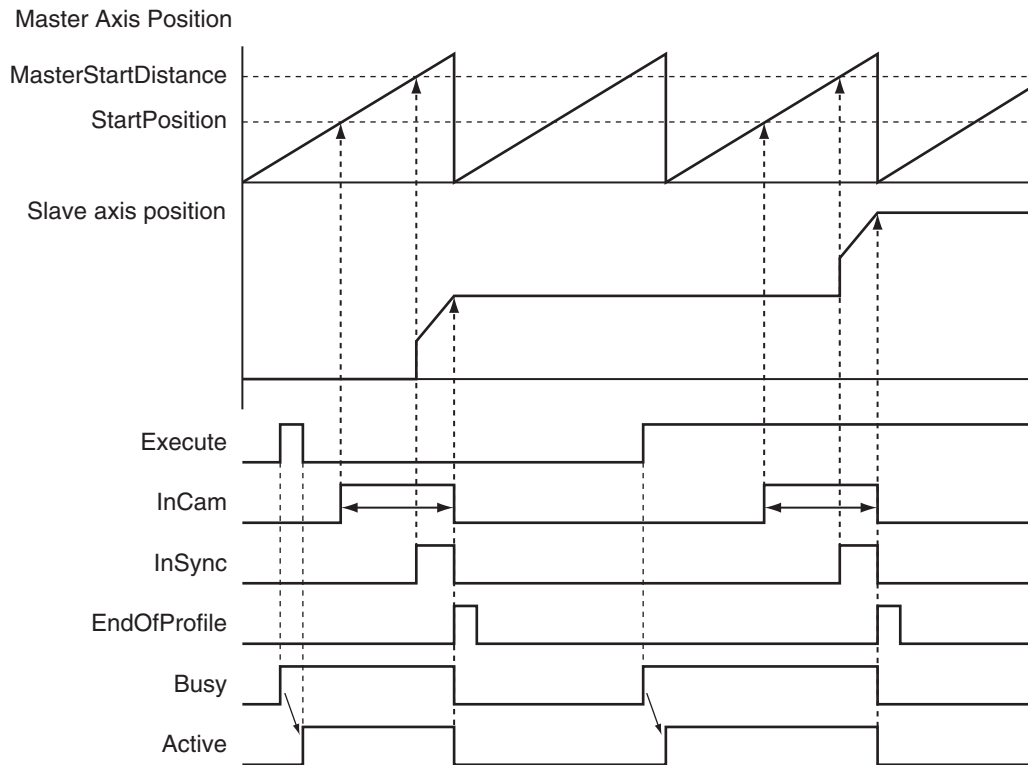 Master Axis Position
MasterStartDistance
StartPosition
Slave axis position
Execute
InCam
InSync
EndOfProfile
Busy
Active